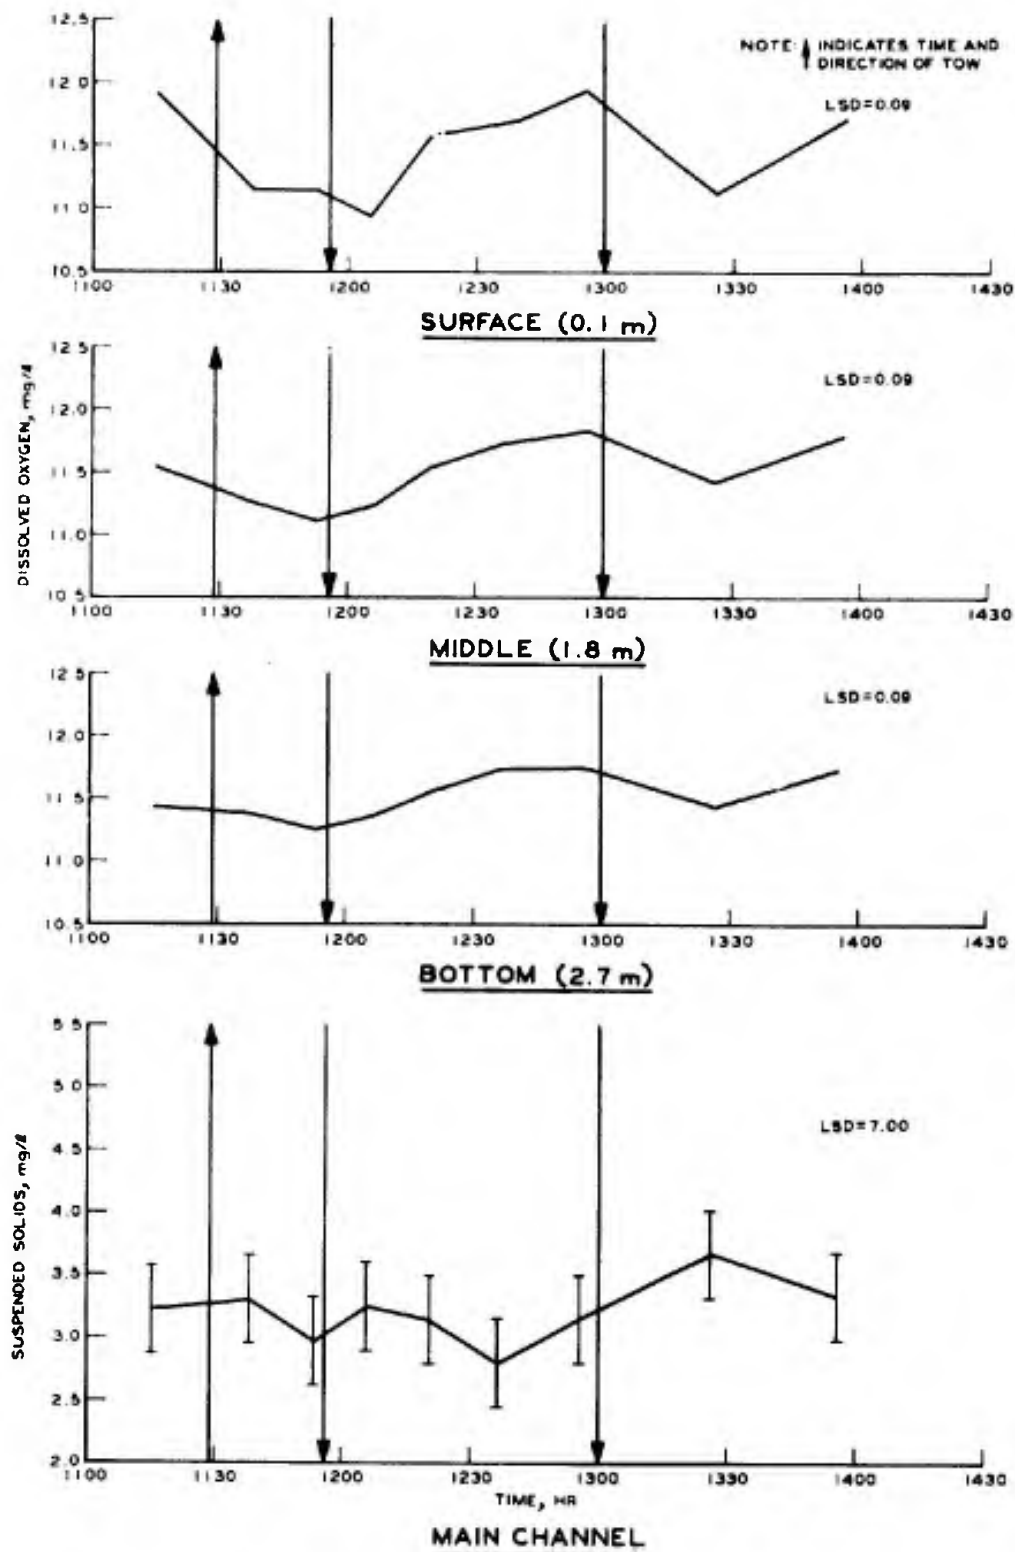 12.5
12.0
11.5
11.0
10.5
1100 1130 1200 1230 1300 1330 1400 1430
NOTE: INDICATES TIME AND
DIRECTION OF TOW
LSD=0.09
SURFACE (0.1 m)
DISSOLVED OXYGEN, mg/ℓ
12.5
12.0
11.5
11.0
10.5
1100 1130 1200 1230 1300 1330 1400 1430
LSD=0.09
MIDDLE (1.8 m)
12.5
12.0
11.5
11.0
10.5
1100 1130 1200 1230 1300 1330 1400 1430
LSD=0.09
BOTTOM (2.7 m)
SUSPENDED SOLIDS, mg/ℓ
5.5
5.0
4.5
4.0
3.5
3.0
2.5
2.0
1100 1130 1200 1230 1300 1330 1400 1430
LSD=7.00
TIME, HR
MAIN CHANNEL